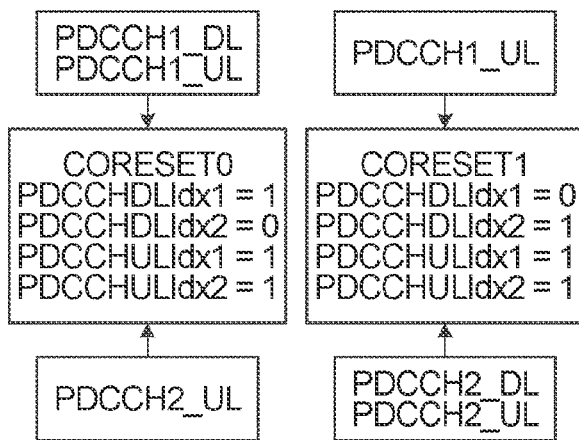 PDCCH1_DL
PDCCH1_UL
PDCCH1_UL
CORESET0
PDCCHDLIdx1 = 1
PDCCHDLIdx2 = 0
PDCCHULIdx1 = 1
PDCCHULIdx2 = 1
CORESET1
PDCCHDLIdx1 = 0
PDCCHDLIdx2 = 1
PDCCHULIdx1 = 1
PDCCHULIdx2 = 1
PDCCH2_UL
PDCCH2_DL
PDCCH2_UL